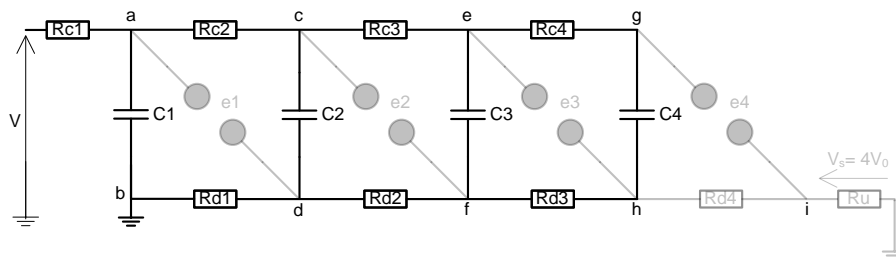 a c e g
Rc1 Rc2 Rc3 Rc4
e1 e2 e3 e4
V C1 C2 C3 C4
Vs= 4V0
b Rd1 Rd2 Rd3 Rd4 Ru
d f h i